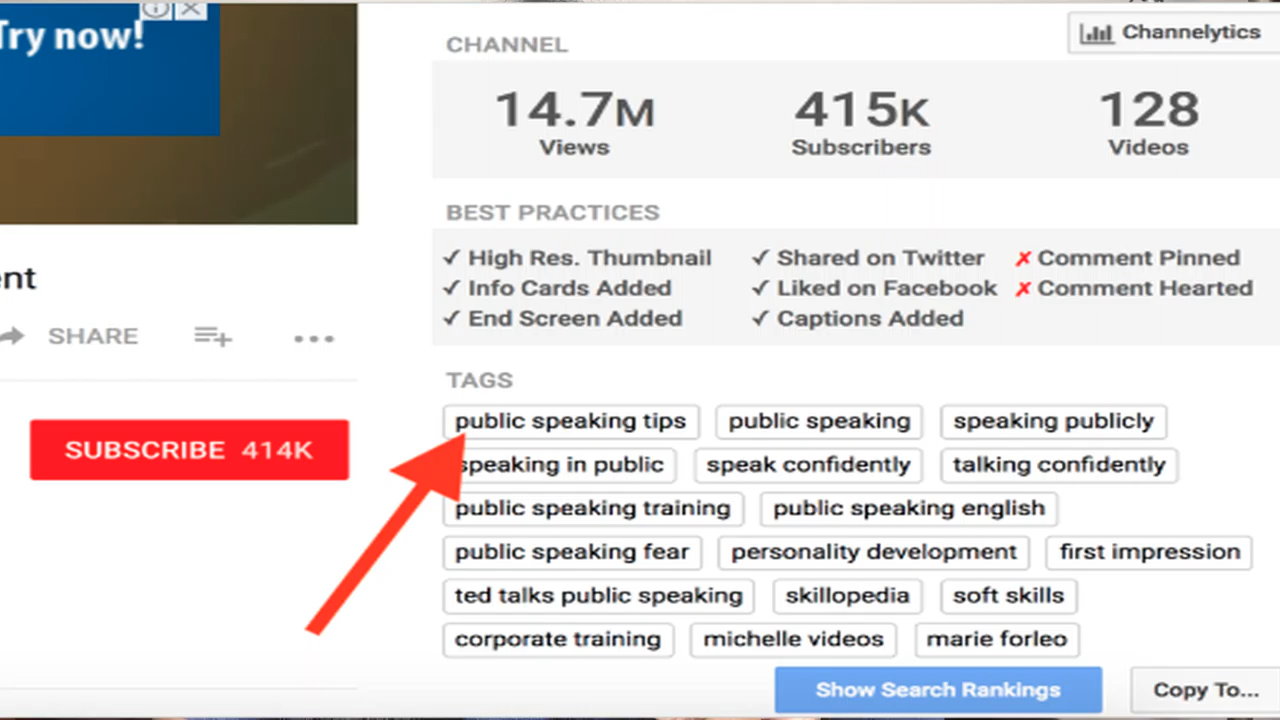 Try now!
ent
SHARE
SUBSCRIBE 414K
Channelytics
CHANNEL
14.7M 415K 128
Views Subscribers Videos
BEST PRACTICES
✓ High Res. Thumbnail ✓ Shared on Twitter ✗ Comment Pinned
✓ Info Cards Added ✓ Liked on Facebook ✗ Comment Hearted
✓ End Screen Added ✓ Captions Added
TAGS
public speaking tips public speaking speaking publicly
speaking in public speak confidently talking confidently
public speaking training public speaking english
public speaking fear personality development first impression
ted talks public speaking skillopedia soft skills
corporate training michelle videos marie forleo
Show Search Rankings Copy To...